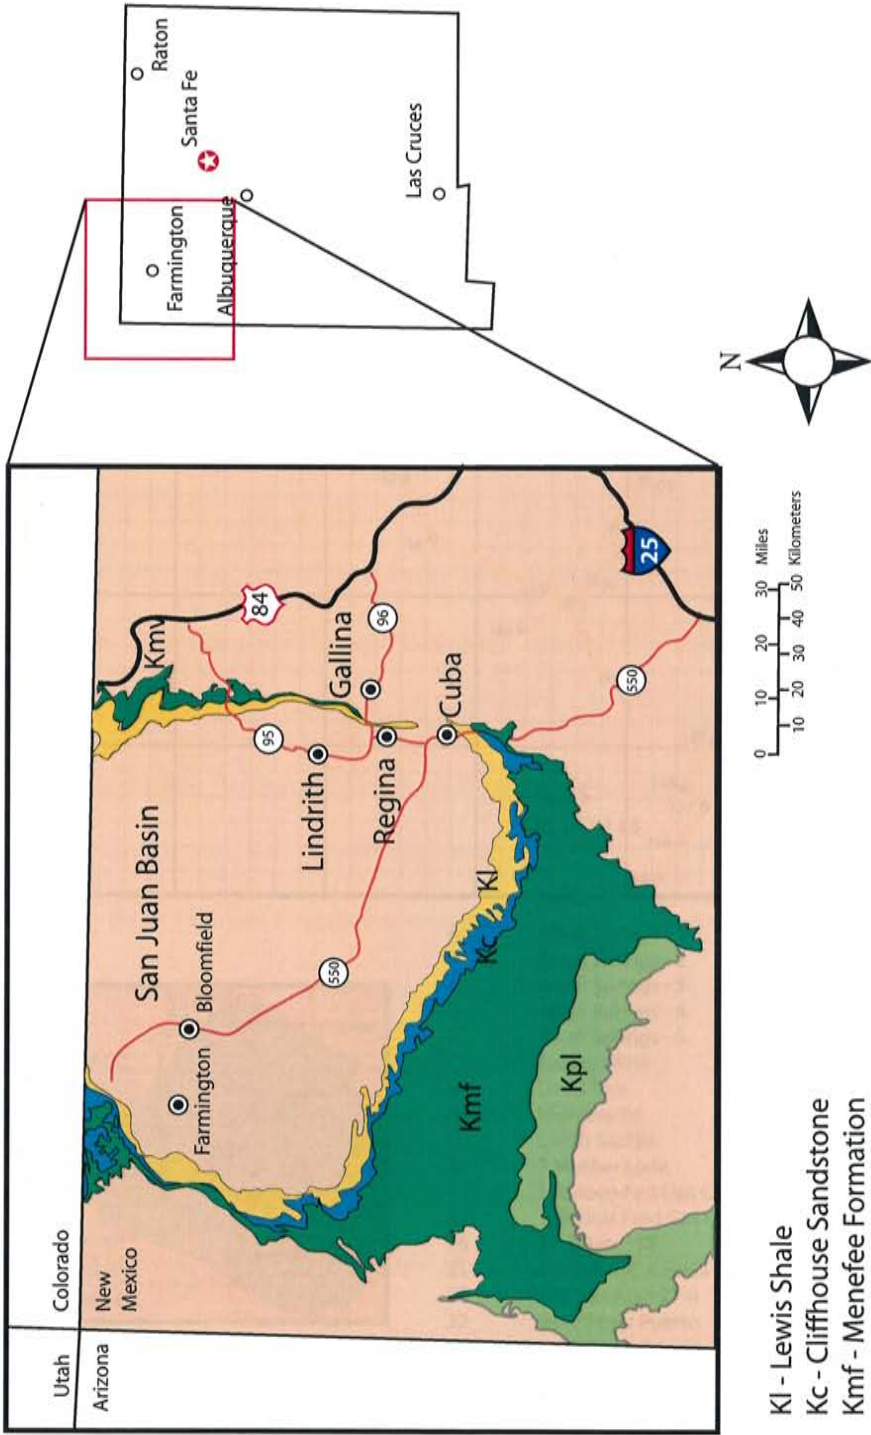 Utah
Colorado
Arizona
New
Mexico
San Juan Basin
Farmington
Bloomfield
Kmv
84
95
Lindrith
Gallina
96
Regina
Cuba
550
550
Kl
Kc
Kmf
Kpl
25
Raton
Santa Fe
Farmington
Albuquerque
Las Cruces
N
0 10 20 30 Miles
10 20 30 40 50 Kilometers
Kl - Lewis Shale
Kc - Cliffhouse Sandstone
Kmf - Menefee Formation